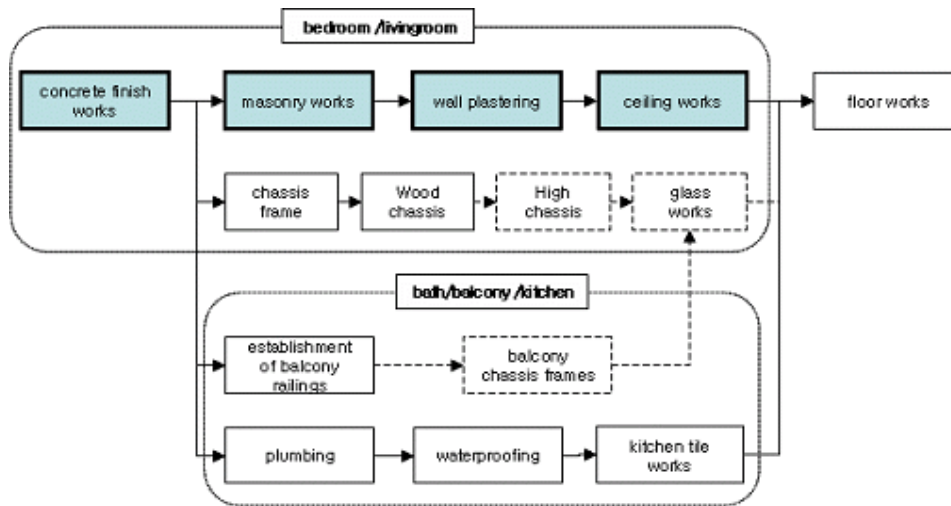 bedroom /livingroom
concrete finish
works
masonry works
wall plastering
ceiling works
floor works
chassis
frame
Wood
chassis
High
chassis
glass
works
bath/balcony /kitchen
establishment
of balcony
railings
balcony
chassis frames
plumbing
waterproofing
kitchen tile
works